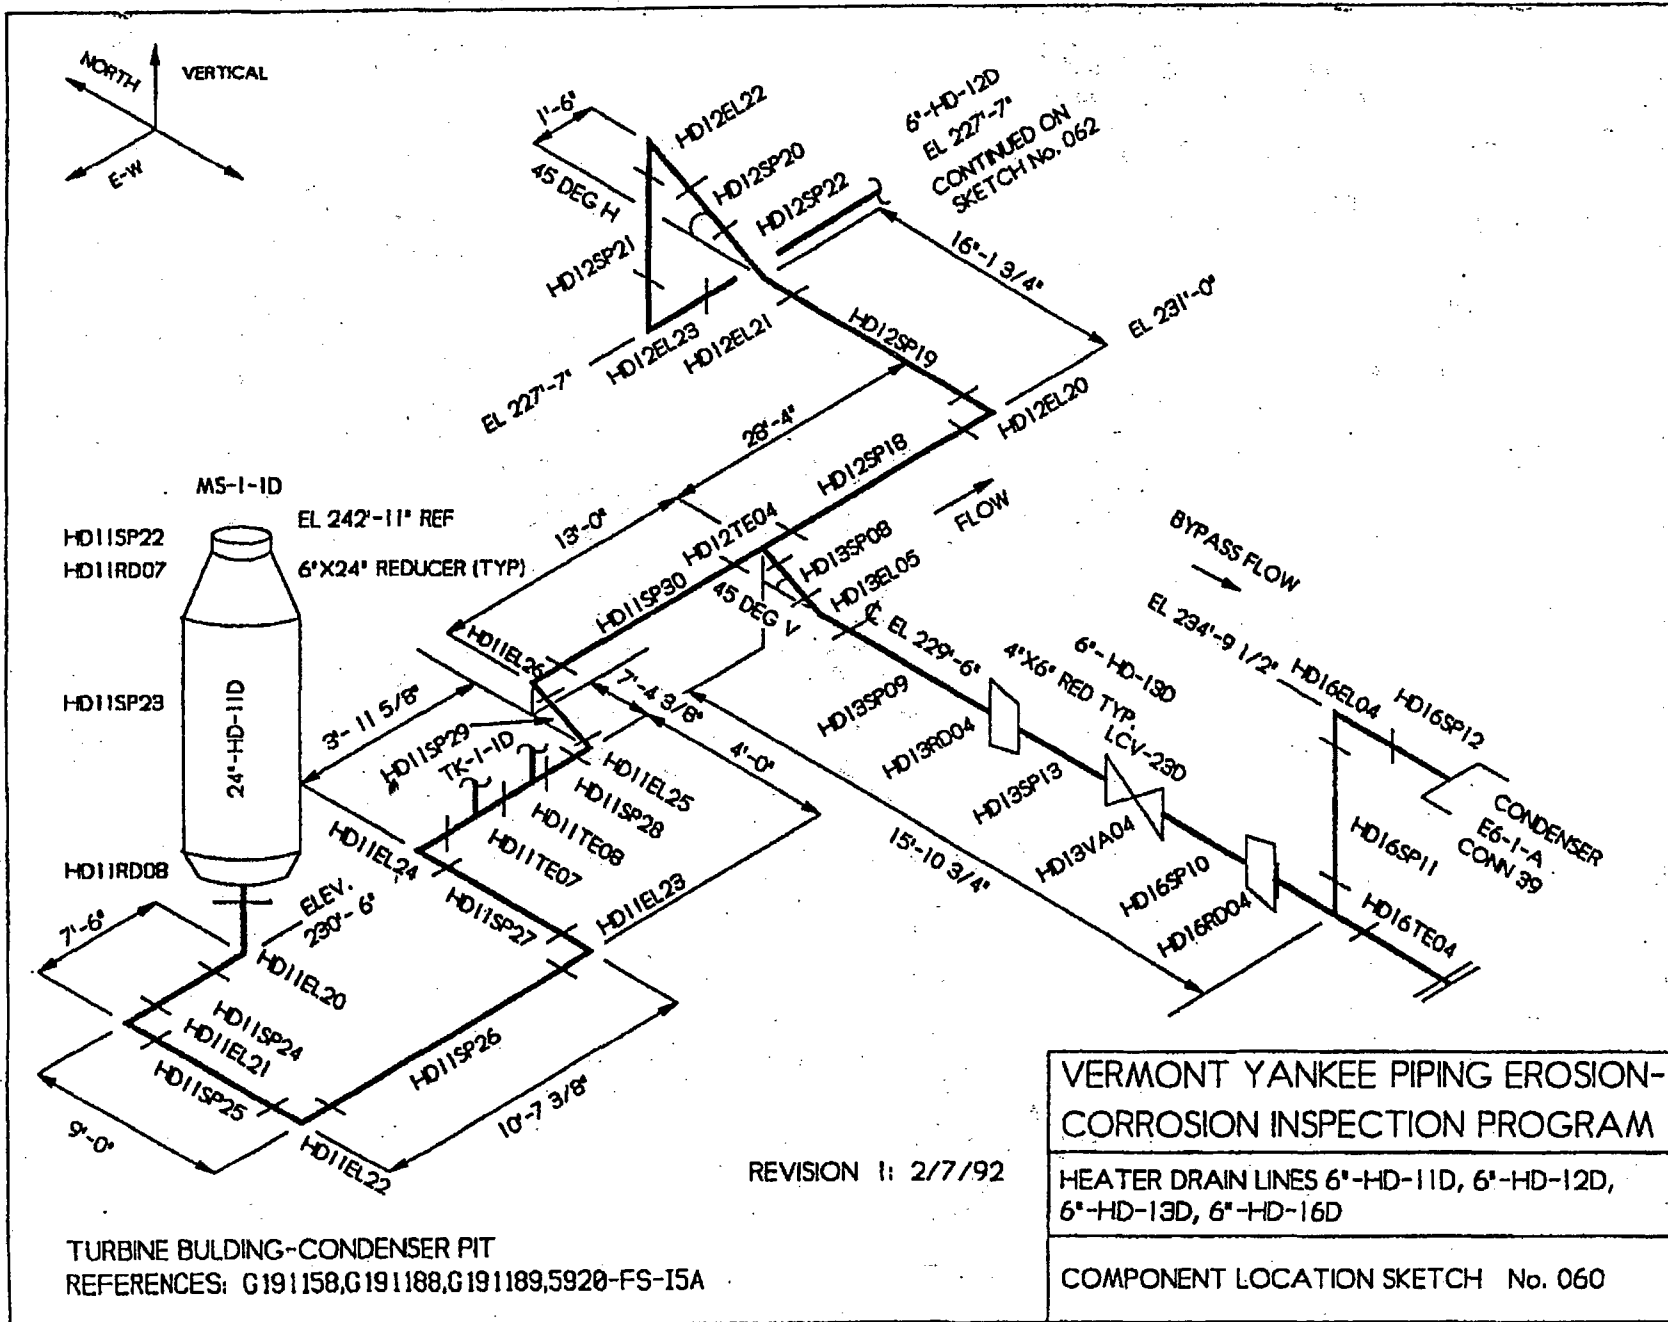 NORTH
VERTICAL
E-W
1'-6"
HD12EL22
45 DEG H
HD12SP20
HD12SP22
6"-HD-12D
EL 227'-7"
CONTINUED ON
SKETCH No. 062
HD12SP21
16'-1 3/4"
EL 231'-0"
HD12SP19
HD12EL23
HD12EL21
EL 227'-7"
HD12EL20
28'-4"
HD12SP18
FLOW
13'-0"
HD12TE04
HD13SP08
HD13EL05
45 DEG V
HD11SP30
HD11EL26
MS-1-1D
EL 242'-11" REF
HD11SP22
HD11RD07
6"X24" REDUCER (TYP)
HD11SP23
24"-HD-11D
HD11RD08
BYPASS FLOW
EL 234'-9 1/2"
HD16EL04
HD16SP12
℄ EL 229'-6"
6"- HD-13D
4"X6" RED TYP.
LCV-23D
HD13SP09
HD13RD04
HD13SP13
HD13VA04
HD16SP10
HD16RD04
HD16SP11
HD16TE04
CONDENSER
E6-1-A
CONN 39
7'-4 3/8"
3'- 11 5/8"
HD11SP29
TK-1-1D
4'-0"
HD11EL25
HD11SP28
HD11TE08
HD11TE07
HD11EL24
15'-10 3/4"
HD11EL23
HD11SP27
ELEV.
230'- 6"
7'-6"
HD11EL20
HD11SP24
HD11EL21
HD11SP25
HD11SP26
10'-7 3/8"
9'-0"
HD11EL22
REVISION 1: 2/7/92
TURBINE BULDING-CONDENSER PIT
REFERENCES: G191158,G191188,G191189,5920-FS-I5A
VERMONT YANKEE PIPING EROSION-
CORROSION INSPECTION PROGRAM
HEATER DRAIN LINES 6"-HD-11D, 6"-HD-12D,
6"-HD-13D, 6"-HD-16D
COMPONENT LOCATION SKETCH No. 060